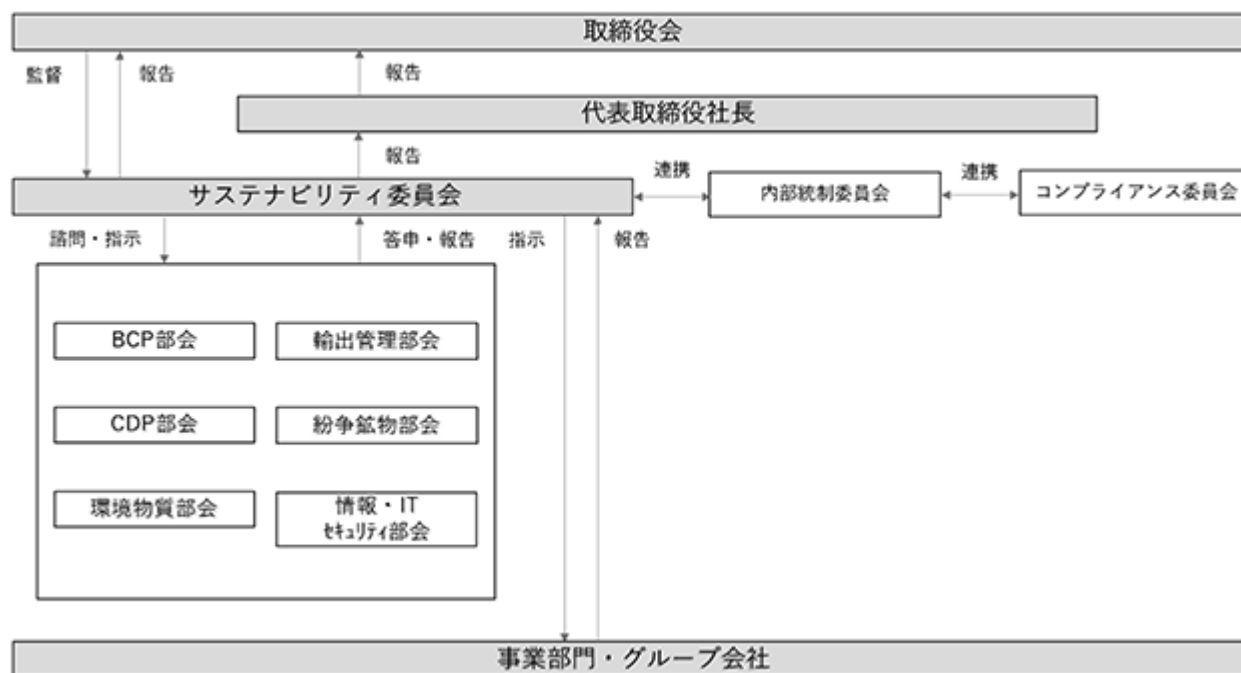 取締役会
監督
報告
報告
代表取締役社長
報告
サステナビリティ委員会
連携
内部統制委員会
連携
コンプライアンス委員会
諮問・指示
答申・報告
指示
報告
BCP部会
輸出管理部会
CDP部会
紛争鉱物部会
環境物質部会
情報・IT
ｾｷｭﾘﾃｨ部会
事業部門・グループ会社